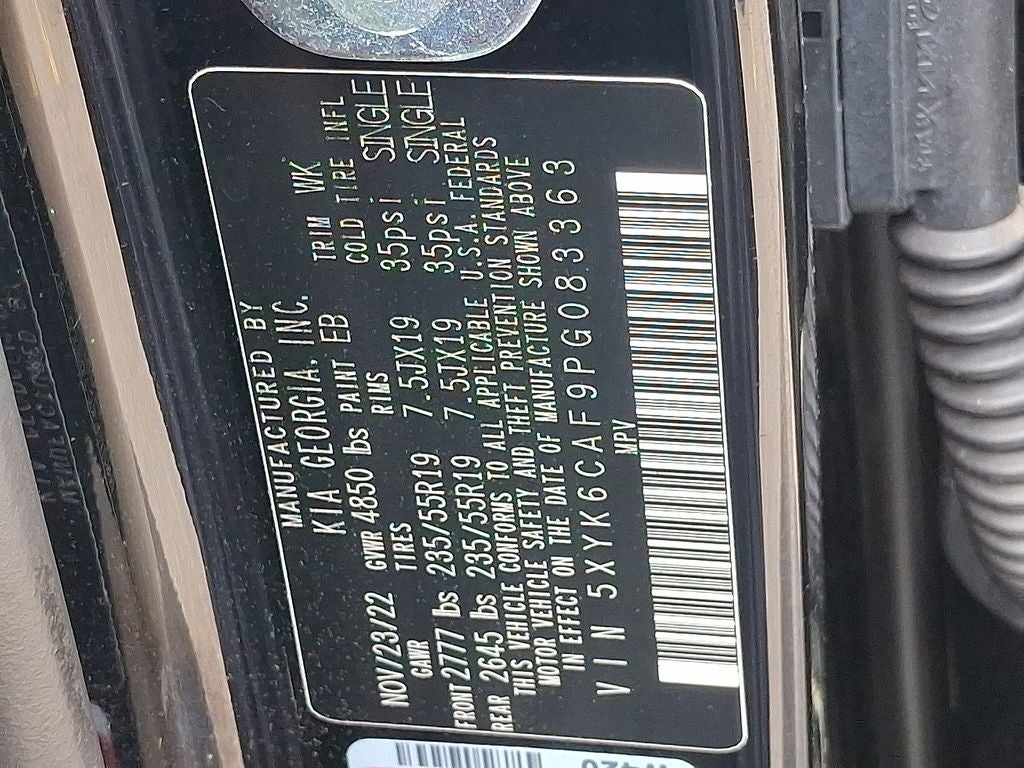 MANUFACTURED BY
KIA GEORGIA, INC.
NOV/23/22 GVWR 4850 lbs PAINT EB TRIM WK
GAWR TIRES RIMS COLD TIRE INFL
FRONT 2777 lbs 235/55R19 7.5JX19 35psi SINGLE
REAR 2645 lbs 235/55R19 7.5JX19 35psi SINGLE
THIS VEHICLE CONFORMS TO ALL APPLICABLE U.S.A. FEDERAL
MOTOR VEHICLE SAFETY AND THEFT PREVENTION STANDARDS
IN EFFECT ON THE DATE OF MANUFACTURE SHOWN ABOVE
VIN 5XYK6CAF9PG083363
MPV